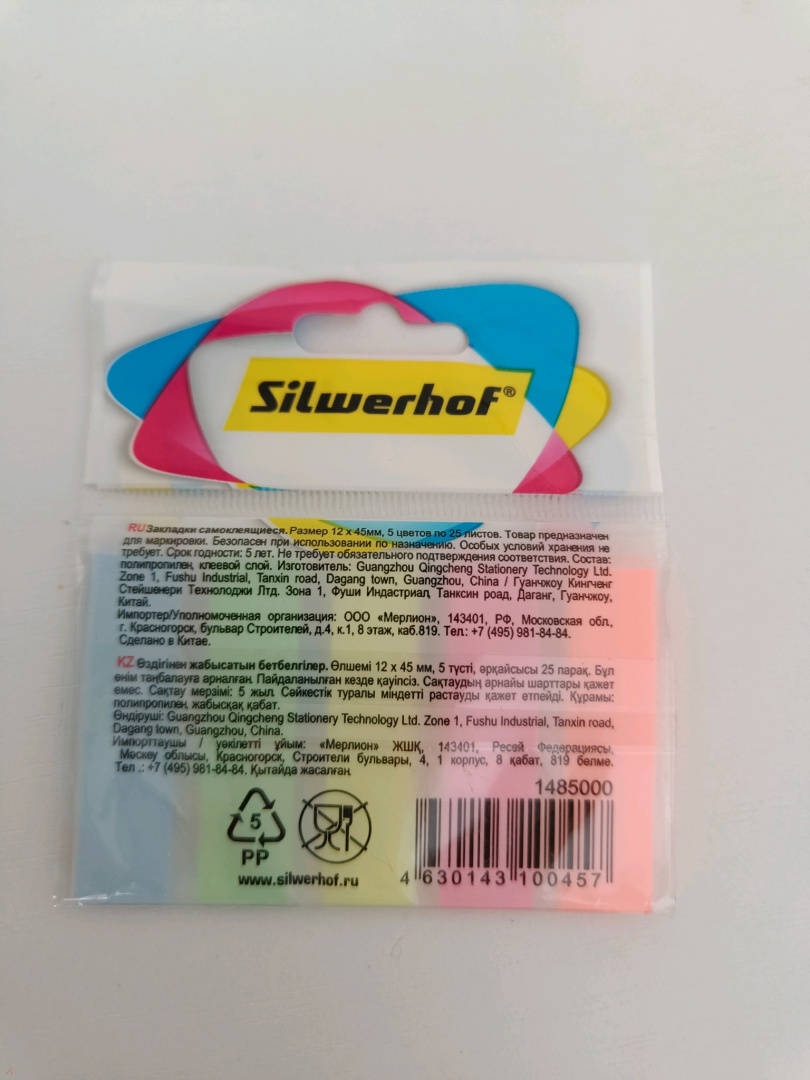 Silwerhof®
RU Закладки самоклеящиеся. Размер 12 х 45мм, 5 цветов по 25 листов. Товар предназначен
для маркировки. Безопасен при использовании по назначению. Особых условий хранения не
требует. Срок годности: 5 лет. Не требует обязательного подтверждения соответствия. Состав:
полипропилен, клеевой слой. Изготовитель: Guangzhou Qingcheng Stationery Technology Ltd.
Zone 1, Fushu Industrial, Tanxin road, Dagang town, Guangzhou, China / Гуанчжоу Кингченг
Стейшенери Технолоджи Лтд. Зона 1, Фуши Индастриал, Танксин роад, Даганг, Гуанчжоу,
Китай.
Импортер/Уполномоченная организация: ООО «Мерлион», 143401, РФ, Московская обл.,
г. Красногорск, бульвар Строителей, д.4, к.1, 8 этаж, каб.819. Тел.: +7 (495) 981-84-84.
Сделано в Китае.
KZ Өздігінен жабысатын бетбелгілер. Өлшемі 12 х 45 мм, 5 түсті, әрқайсысы 25 парақ. Бұл
өнім таңбалауға арналған. Пайдаланылған кезде қауіпсіз. Сақтаудың арнайы шарттары қажет
емес. Сақтау мерзімі: 5 жыл. Сәйкестік туралы міндетті растауды қажет етпейді. Құрамы:
полипропилен, жабысқақ қабат.
Өндіруші: Guangzhou Qingcheng Stationery Technology Ltd. Zone 1, Fushu Industrial, Tanxin road,
Dagang town, Guangzhou, China.
Импорттаушы / уәкілетті ұйым: «Мерлион» ЖШҚ, 143401, Ресей Федерациясы,
Мәскеу облысы, Красногорск, Строители бульвары, 4, 1 корпус, 8 қабат, 819 бөлме.
Тел .: +7 (495) 981-84-84. Қытайда жасалған.
1485000
5
PP
www.silwerhof.ru
4 630143 100457